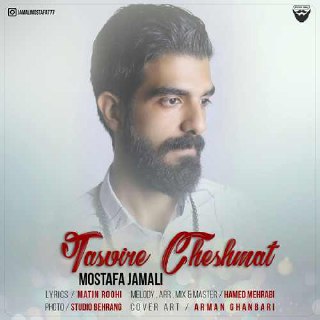 JAMALIMOSTAFA777
Tasvire Cheshmat
MOSTAFA JAMALI
LYRICS / MATIN ROOHI MELODY , ARR , MIX & MASTER / HAMED MEHRABI
PHOTO / STUDIO BEHRANG COVER ART / ARMAN GHANBARI